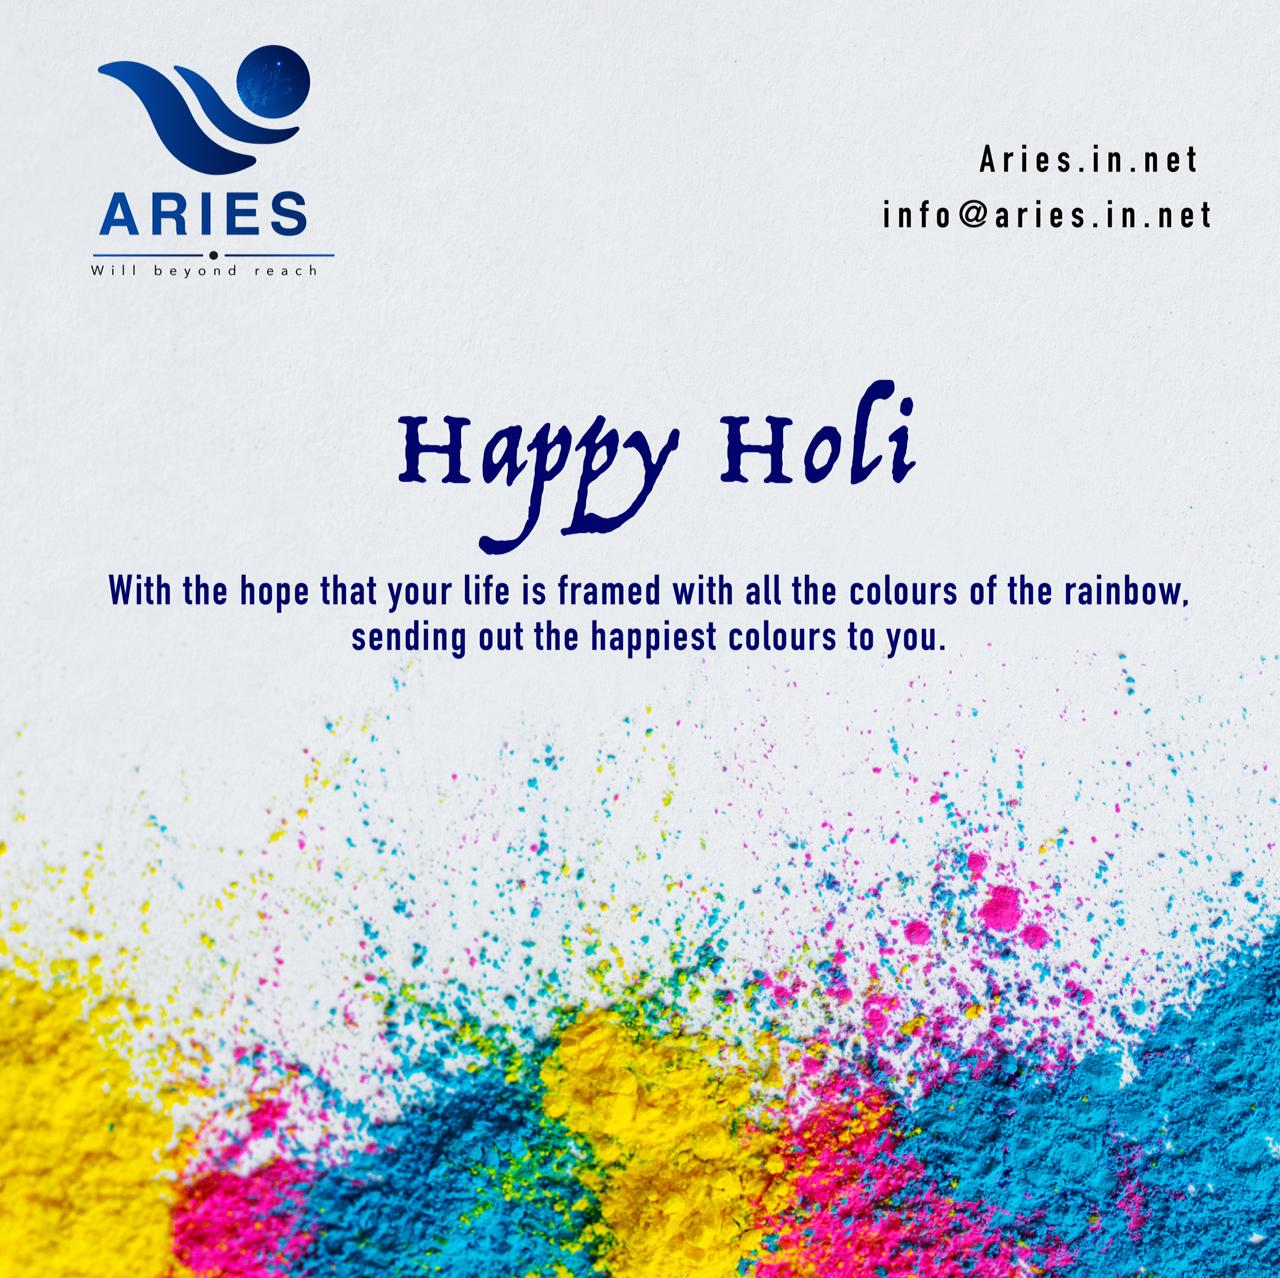 ARIES
Will beyond reach
Aries.in.net
info@aries.in.net
Happy Holi
With the hope that your life is framed with all the colours of the rainbow,
sending out the happiest colours to you.